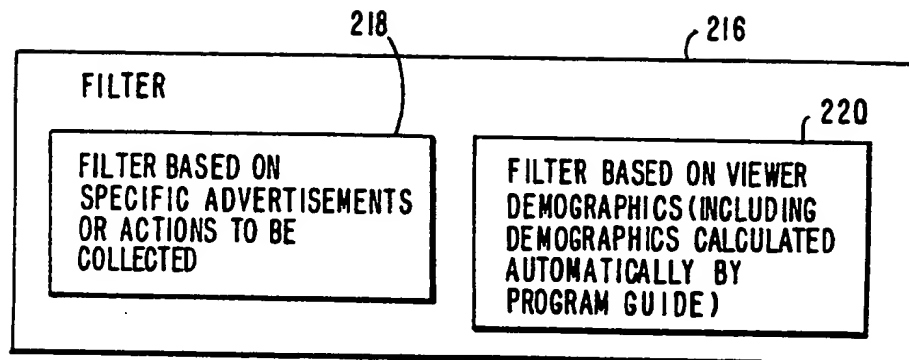 218
216
FILTER
220
FILTER BASED ON
SPECIFIC ADVERTISEMENTS
OR ACTIONS TO BE
COLLECTED
FILTER BASED ON VIEWER
DEMOGRAPHICS (INCLUDING
DEMOGRAPHICS CALCULATED
AUTOMATICALLY BY
PROGRAM GUIDE)